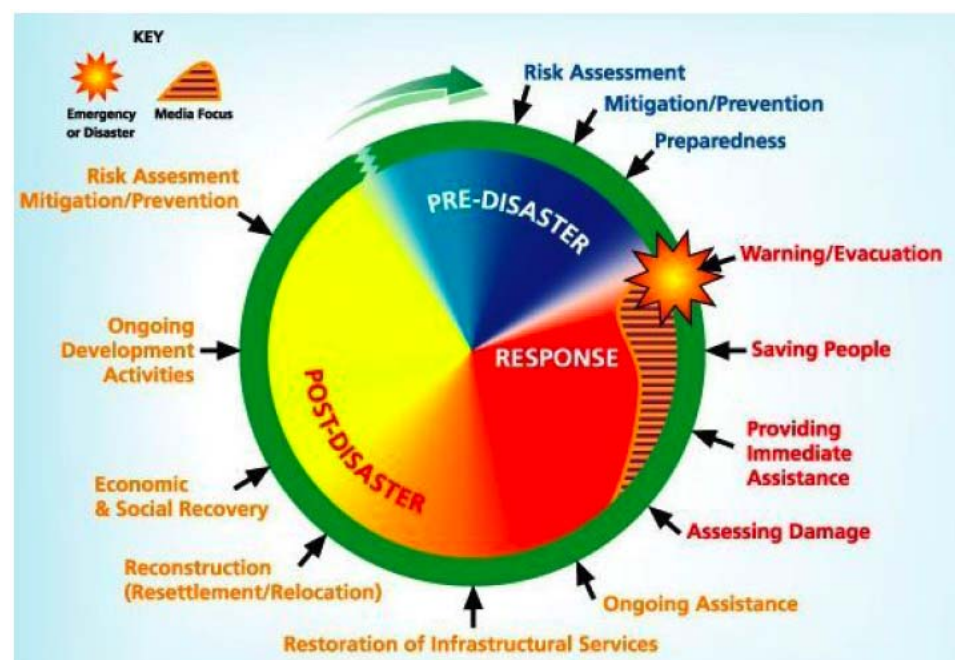 KEY
Emergency
or Disaster
Media Focus
Risk Assessment
Mitigation/Prevention
Preparedness
PRE-DISASTER
Warning/Evacuation
RESPONSE
Saving People
Providing
Immediate
Assistance
Assessing Damage
Ongoing Assistance
Restoration of Infrastructural Services
Reconstruction
(Resettlement/Relocation)
Economic
& Social Recovery
POST-DISASTER
Ongoing
Development
Activities
Risk Assesment
Mitigation/Prevention